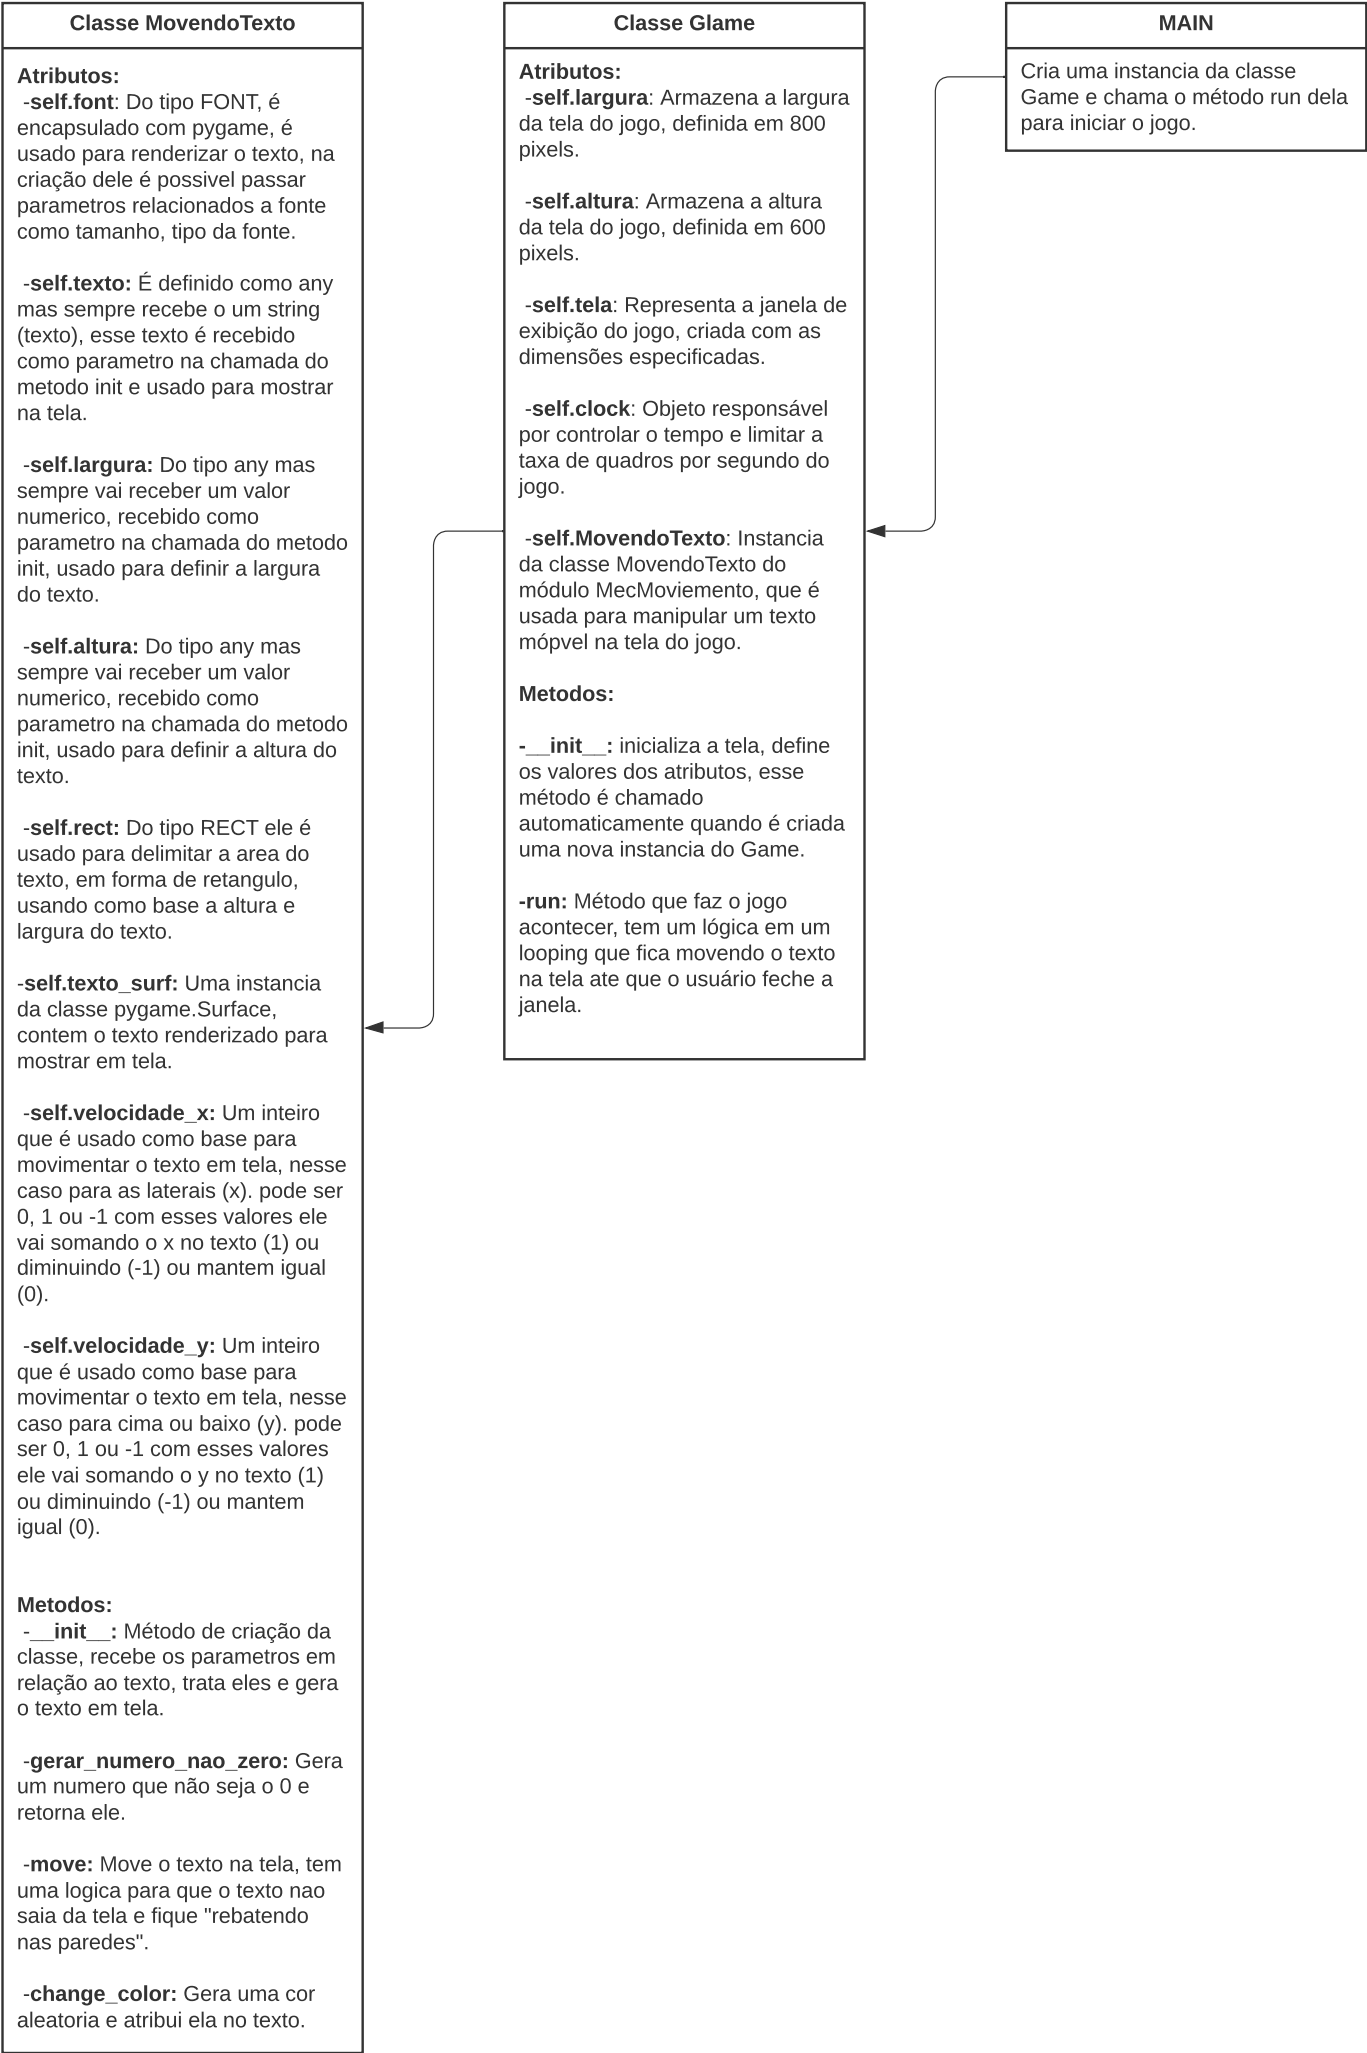 Classe MovendoTexto
Atributos:
-self.font: Do tipo FONT, é
encapsulado com pygame, é
usado para renderizar o texto, na
criação dele é possivel passar
parametros relacionados a fonte
como tamanho, tipo da fonte.
-self.texto: É definido como any
mas sempre recebe o um string
(texto), esse texto é recebido
como parametro na chamada do
metodo init e usado para mostrar
na tela.
-self.largura: Do tipo any mas
sempre vai receber um valor
numerico, recebido como
parametro na chamada do metodo
init, usado para definir a largura
do texto.
-self.altura: Do tipo any mas
sempre vai receber um valor
numerico, recebido como
parametro na chamada do metodo
init, usado para definir a altura do
texto.
-self.rect: Do tipo RECT ele é
usado para delimitar a area do
texto, em forma de retangulo,
usando como base a altura e
largura do texto.
-self.texto_surf: Uma instancia
da classe pygame.Surface,
contem o texto renderizado para
mostrar em tela.
-self.velocidade_x: Um inteiro
que é usado como base para
movimentar o texto em tela, nesse
caso para as laterais (x). pode ser
0, 1 ou -1 com esses valores ele
vai somando o x no texto (1) ou
diminuindo (-1) ou mantem igual
(0).
-self.velocidade_y: Um inteiro
que é usado como base para
movimentar o texto em tela, nesse
caso para cima ou baixo (y). pode
ser 0, 1 ou -1 com esses valores
ele vai somando o y no texto (1)
ou diminuindo (-1) ou mantem
igual (0).
Metodos:
-__init__: Método de criação da
classe, recebe os parametros em
relação ao texto, trata eles e gera
o texto em tela.
-gerar_numero_nao_zero: Gera
um numero que não seja o 0 e
retorna ele.
-move: Move o texto na tela, tem
uma logica para que o texto nao
saia da tela e fique "rebatendo
nas paredes".
-change_color: Gera uma cor
aleatoria e atribui ela no texto.
Classe Glame
Atributos:
-self.largura: Armazena a largura
da tela do jogo, definida em 800
pixels.
-self.altura: Armazena a altura
da tela do jogo, definida em 600
pixels.
-self.tela: Representa a janela de
exibição do jogo, criada com as
dimensões especificadas.
-self.clock: Objeto responsável
por controlar o tempo e limitar a
taxa de quadros por segundo do
jogo.
-self.MovendoTexto: Instancia
da classe MovendoTexto do
módulo MecMoviemento, que é
usada para manipular um texto
mópvel na tela do jogo.
Metodos:
-__init__: inicializa a tela, define
os valores dos atributos, esse
método é chamado
automaticamente quando é criada
uma nova instancia do Game.
-run: Método que faz o jogo
acontecer, tem um lógica em um
looping que fica movendo o texto
na tela ate que o usuário feche a
janela.
MAIN
Cria uma instancia da classe
Game e chama o método run dela
para iniciar o jogo.